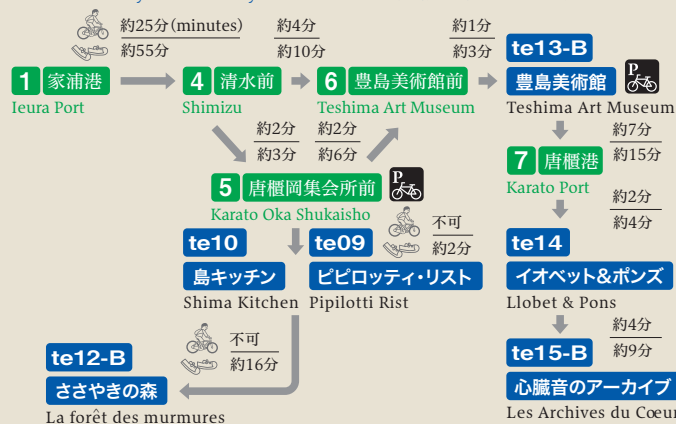 約25分(minutes)
約55分
約4分
約10分
約1分
約3分
1 家浦港
Ieura Port
4 清水前
Shimizu
6 豊島美術館前
Teshima Art Museum
te13-B
豊島美術館
P
Teshima Art Museum
約2分
約3分
約2分
約6分
約7分
約15分
5 唐櫃岡集会所前
P
Karato Oka Shukaisho
7 唐櫃港
Karato Port
不可
約2分
約2分
約4分
te10
島キッチン
Shima Kitchen
te09
ピピロッティ・リスト
Pipilotti Rist
te14
イオベット&ポンズ
Llobet & Pons
不可
約16分
約4分
約9分
te12-B
ささやきの森
La forêt des murmures
te15-B
心臓音のアーカイブ
Les Archives du Cœur